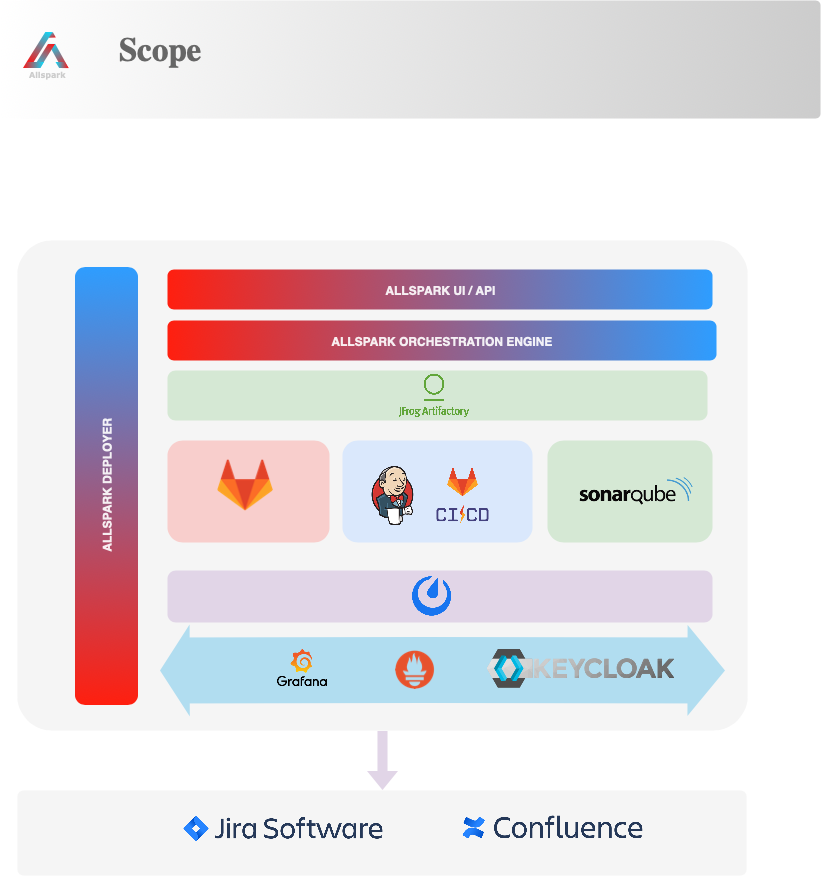 Allspark
Scope
ALLSPARK UI / API
ALLSPARK ORCHESTRATION ENGINE
ALLSPARK DEPLOYER
JFrog Artifactory
CI/CD
sonarqube
Grafana
KEYCLOAK
Jira Software
Confluence